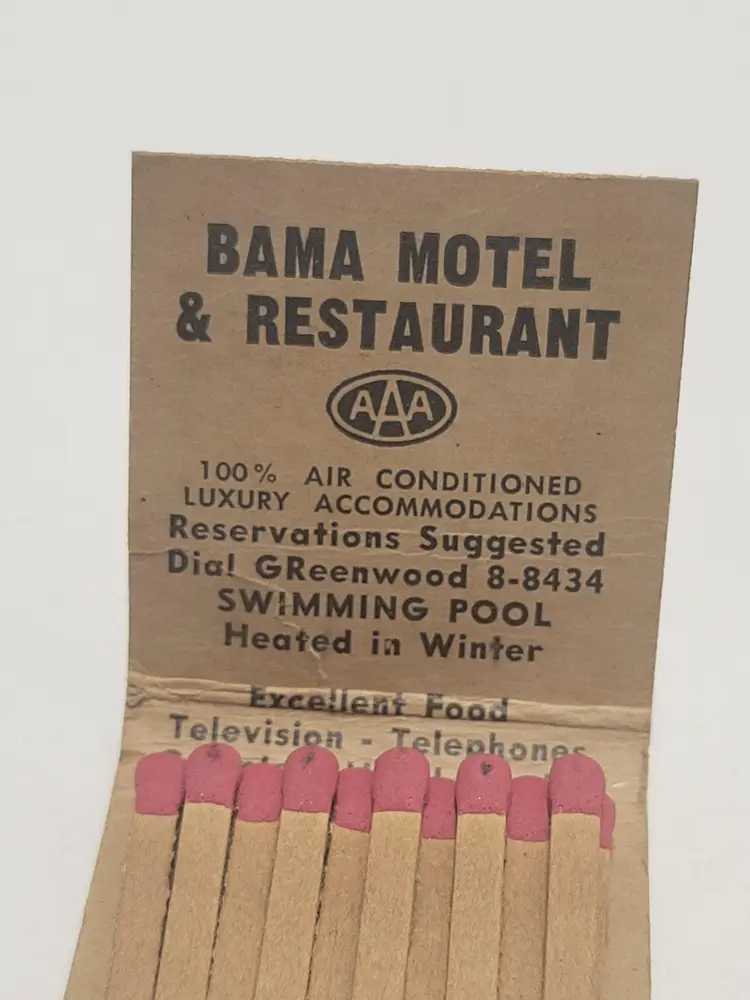 BAMA MOTEL
& RESTAURANT
AAA
100% AIR CONDITIONED
LUXURY ACCOMMODATIONS
Reservations Suggested
Dial GReenwood 8-8434
SWIMMING POOL
Heated in Winter
Excellent Food
Television - Telephones